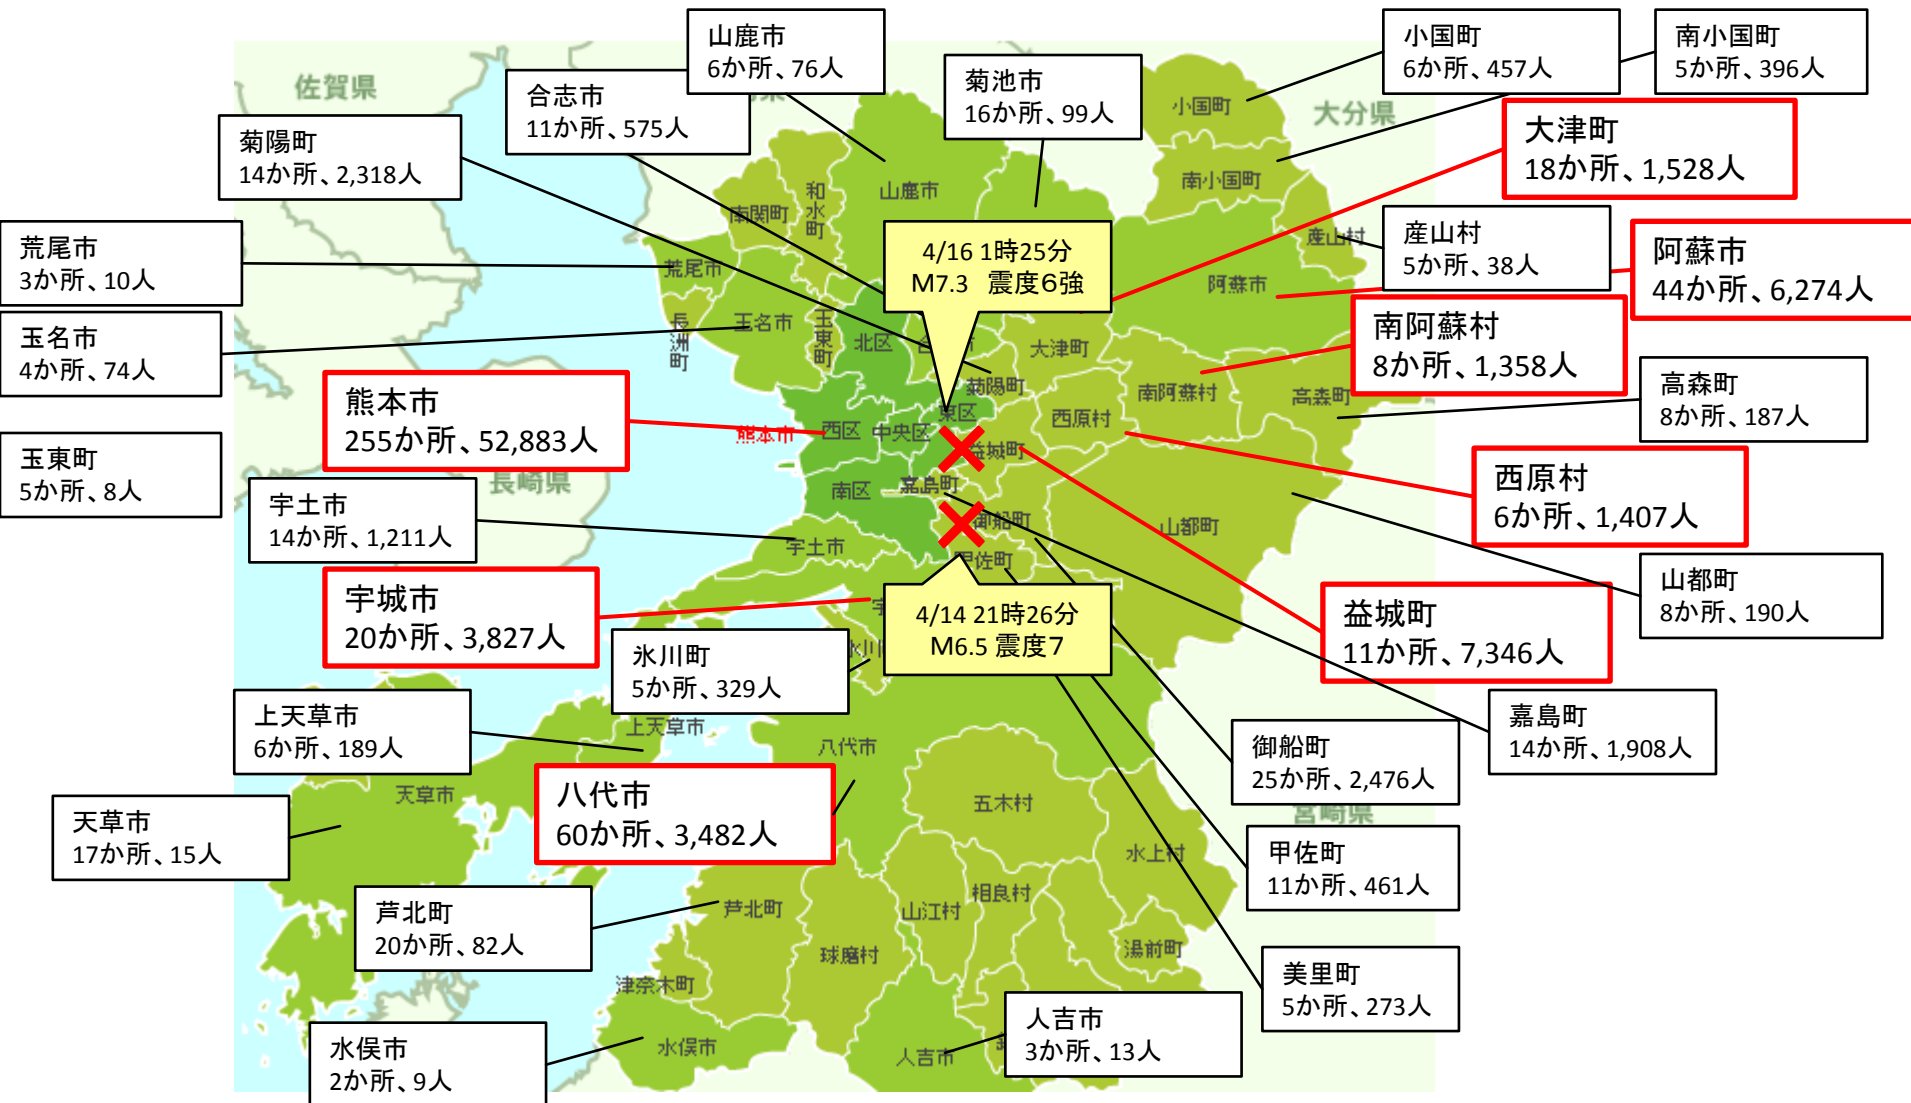 山鹿市
6か所、76人
小国町
6か所、457人
南小国町
5か所、396人
合志市
11か所、575人
菊池市
16か所、99人
菊陽町
14か所、2,318人
大津町
18か所、1,528人
荒尾市
3か所、10人
産山村
5か所、38人
阿蘇市
44か所、6,274人
4/16 1時25分
M7.3 震度6強
玉名市
4か所、74人
南阿蘇村
8か所、1,358人
熊本市
255か所、52,883人
高森町
8か所、187人
玉東町
5か所、8人
西原村
6か所、1,407人
宇土市
14か所、1,211人
山都町
8か所、190人
宇城市
20か所、3,827人
4/14 21時26分
M6.5 震度7
益城町
11か所、7,346人
氷川町
5か所、329人
嘉島町
14か所、1,908人
上天草市
6か所、189人
御船町
25か所、2,476人
八代市
60か所、3,482人
天草市
17か所、15人
甲佐町
11か所、461人
芦北町
20か所、82人
美里町
5か所、273人
人吉市
3か所、13人
水俣市
2か所、9人
佐賀県
大分県
長崎県
宮崎県
小国町
南小国町
産山村
阿蘇市
山鹿市
和水町
南関町
荒尾市
長洲町
玉名市
玉東町
北区
大津町
菊陽町
西原村
南阿蘇村
高森町
東区
西区
中央区
熊本市
益城町
南区
嘉島町
御船町
山都町
宇土市
甲佐町
上天草市
天草市
八代市
五木村
水上村
相良村
山江村
芦北町
球磨村
湯前町
津奈木町
水俣市
人吉市